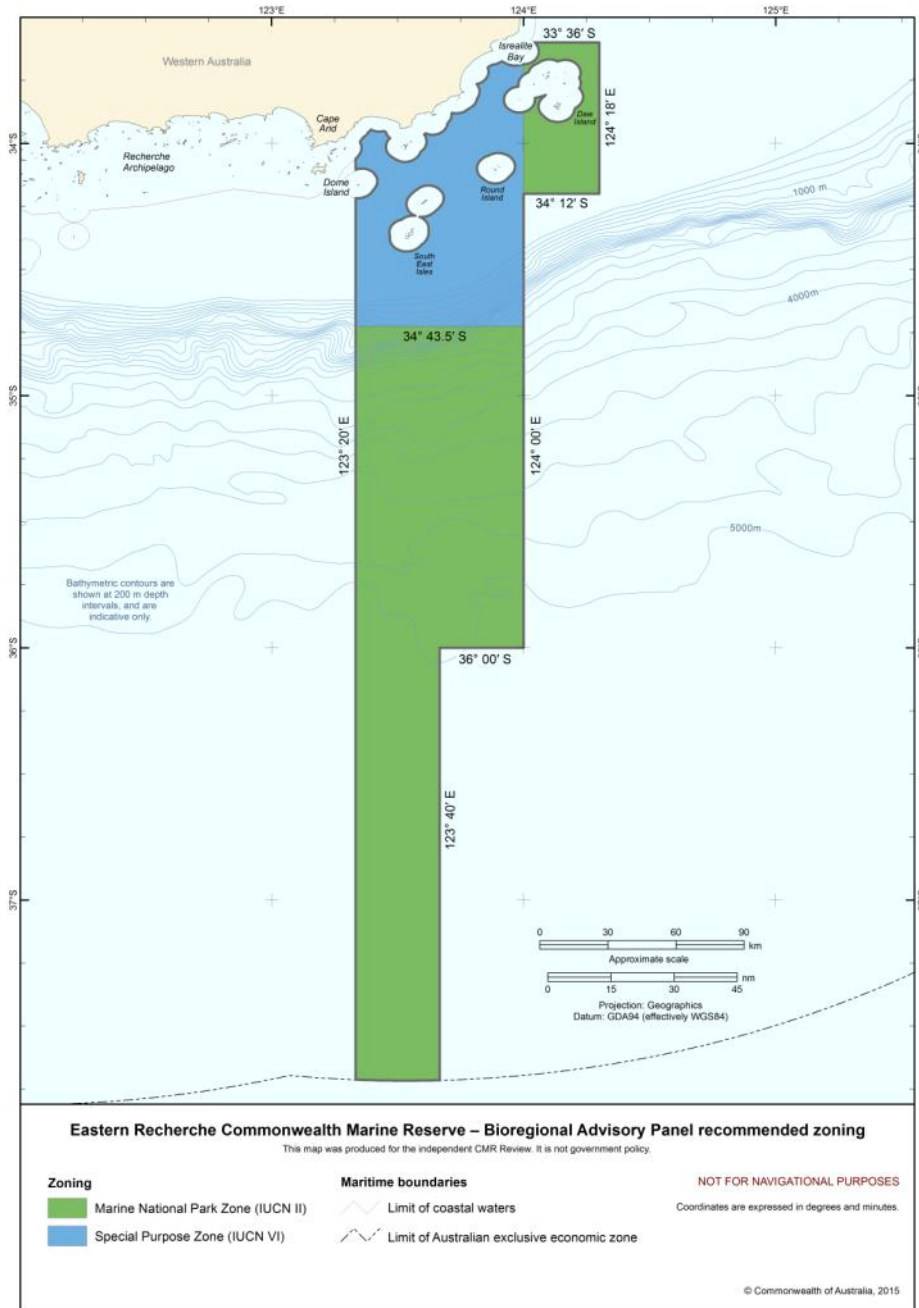 123°E
124°E
125°E
33° 36' S
Isrealite
Bay
Western Australia
124° 18' E
Cape
Arid
Daw
Island
34°S
Recherche
Archipelago
Dome
Island
Round
Island
1000 m
34° 12' S
South
East
Isles
4000m
34° 43.5' S
35°S
123° 20' E
124° 00' E
5000m
Bathymetric contours are
shown at 200 m depth
intervals, and are
indicative only.
36°S
36° 00' S
123° 40' E
37°S
0 30 60 90
km
Approximate scale
nm
0 15 30 45
Projection: Geographics
Datum: GDA94 (effectively WGS84)
Eastern Recherche Commonwealth Marine Reserve – Bioregional Advisory Panel recommended zoning
This map was produced for the independent CMR Review. It is not government policy.
Zoning
Marine National Park Zone (IUCN II)
Special Purpose Zone (IUCN VI)
Maritime boundaries
Limit of coastal waters
Limit of Australian exclusive economic zone
NOT FOR NAVIGATIONAL PURPOSES
Coordinates are expressed in degrees and minutes.
© Commonwealth of Australia, 2015